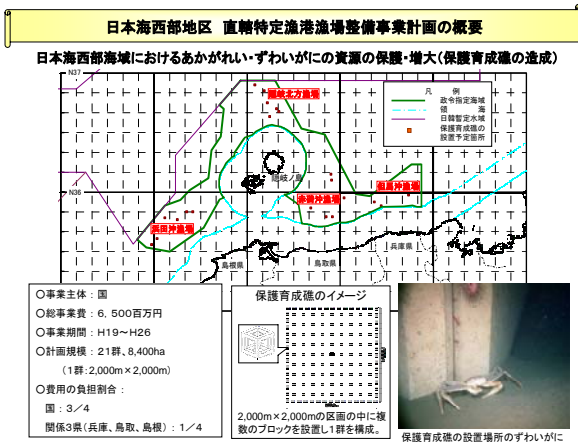 日本海西部地区 直轄特定漁港漁場整備事業計画の概要
日本海西部海域におけるあかがれい・ずわいがにの資源の保護・増大(保護育成礁の造成)
N37
凡 例
政令指定海域
領 海
日韓暫定水域
保護育成礁の
設置予定箇所
隠岐北方漁場
隠岐ノ島
N36
但馬沖漁場
赤碕沖漁場
浜田沖漁場
兵庫県
鳥取県
島根県
○事業主体：国
○総事業費：6，500百万円
○事業期間：H19～H26
○計画規模：21群、8,400ha
(1群：2,000m×2,000m)
○費用の負担割合：
国：3／4
関係3県(兵庫、鳥取、島根)：1／4
保護育成礁のイメージ
2,000m×2,000mの区画の中に複
数のブロックを設置し1群を構成。
保護育成礁の設置場所のずわいがに